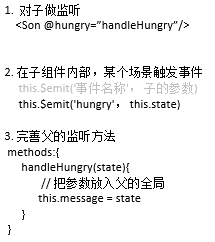 1. 对子做监听
<Son @hungry=”handleHungry”/>
2. 在子组件内部，某个场景触发事件
this.$emit('事件名称'，子的参数)
this.$emit('hungry'，this.state)
3. 完善父的监听方法
methods:{
handleHungry(state){
// 把参数放入父的全局
this.message = state
}
}